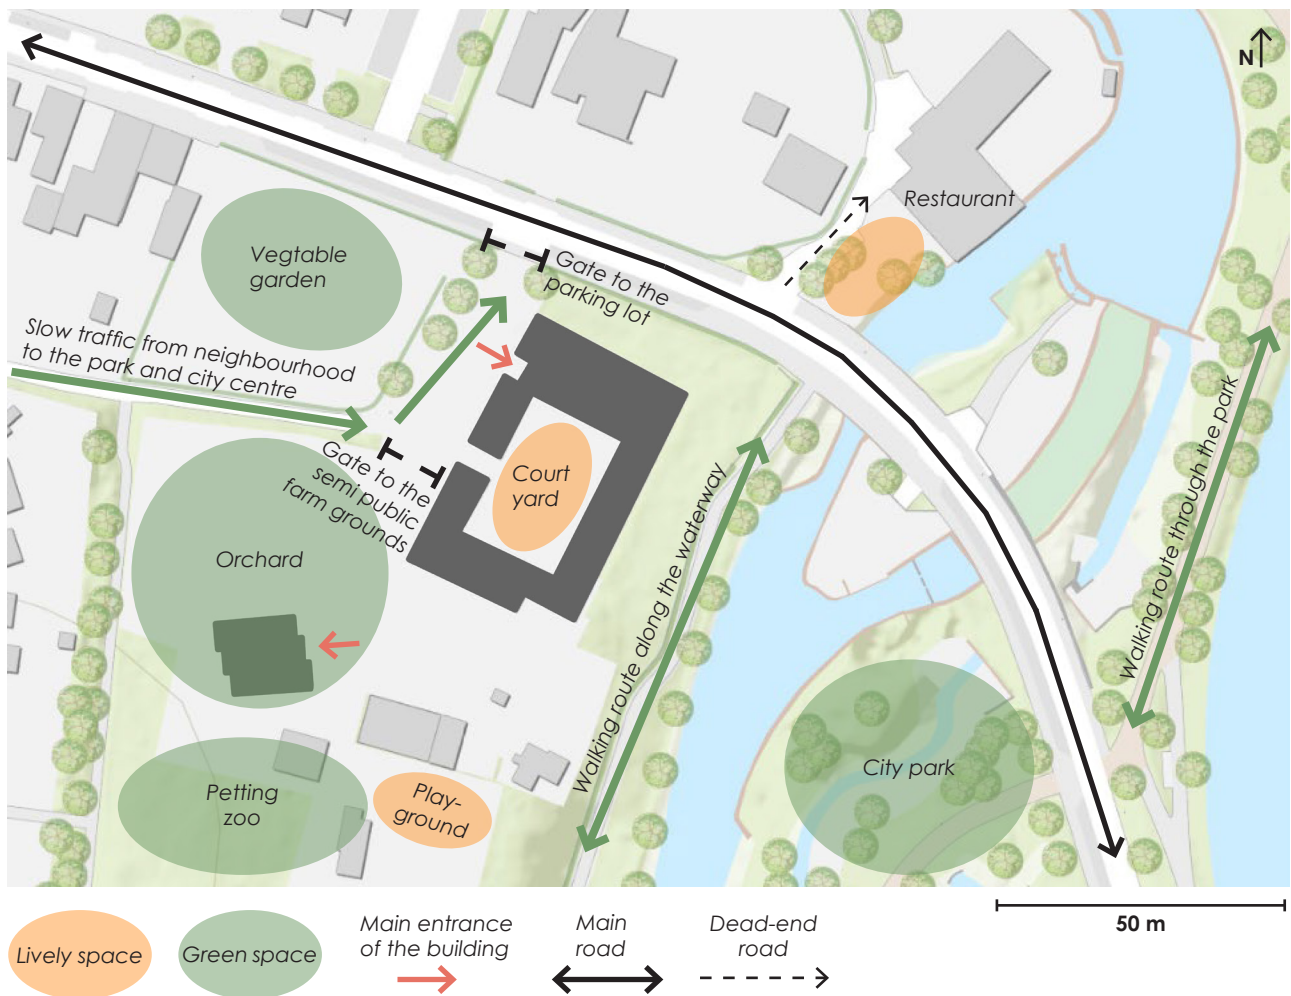 N
Restaurant
Vegtable
garden
Gate to the
parking lot
Slow traffic from neighbourhood
to the park and city centre
Gate to the
semi public
farm grounds
Court
yard
Orchard
Walking route along the waterway
Walking route through the park
City park
Petting
zoo
Play-
ground
Lively space
Green space
Main entrance
of the building
Main
road
Dead-end
road
50 m